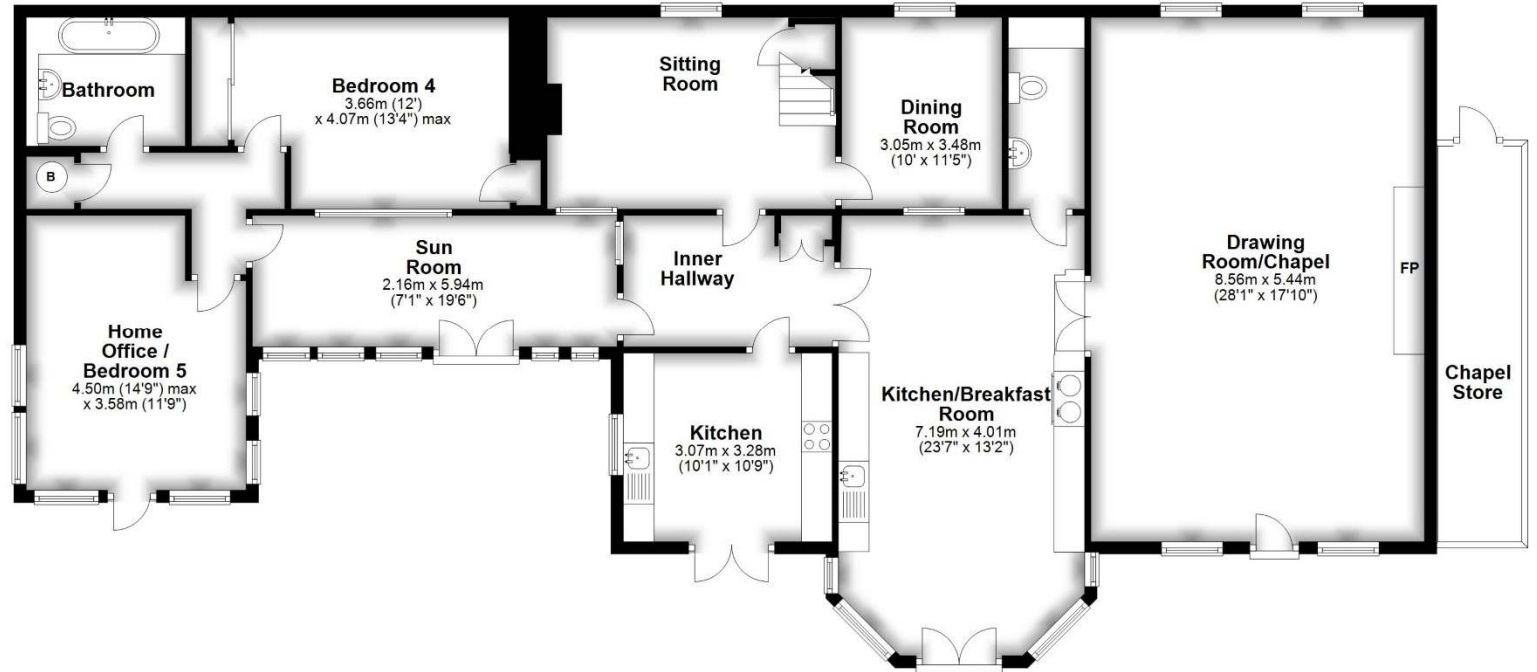 Bathroom
Bedroom 4
3.66m (12')
x 4.07m (13'4") max
Sitting
Room
Dining
Room
3.05m x 3.48m
(10' x 11'5")
B
Sun
Room
2.16m x 5.94m
(7'1" x 19'6")
Inner
Hallway
Drawing
Room/Chapel
8.56m x 5.44m
(28'1" x 17'10")
FP
Home
Office /
Bedroom 5
4.50m (14'9") max
x 3.58m (11'9")
Kitchen
3.07m x 3.28m
(10'1" x 10'9")
Kitchen/Breakfast
Room
7.19m x 4.01m
(23'7" x 13'2")
Chapel
Store